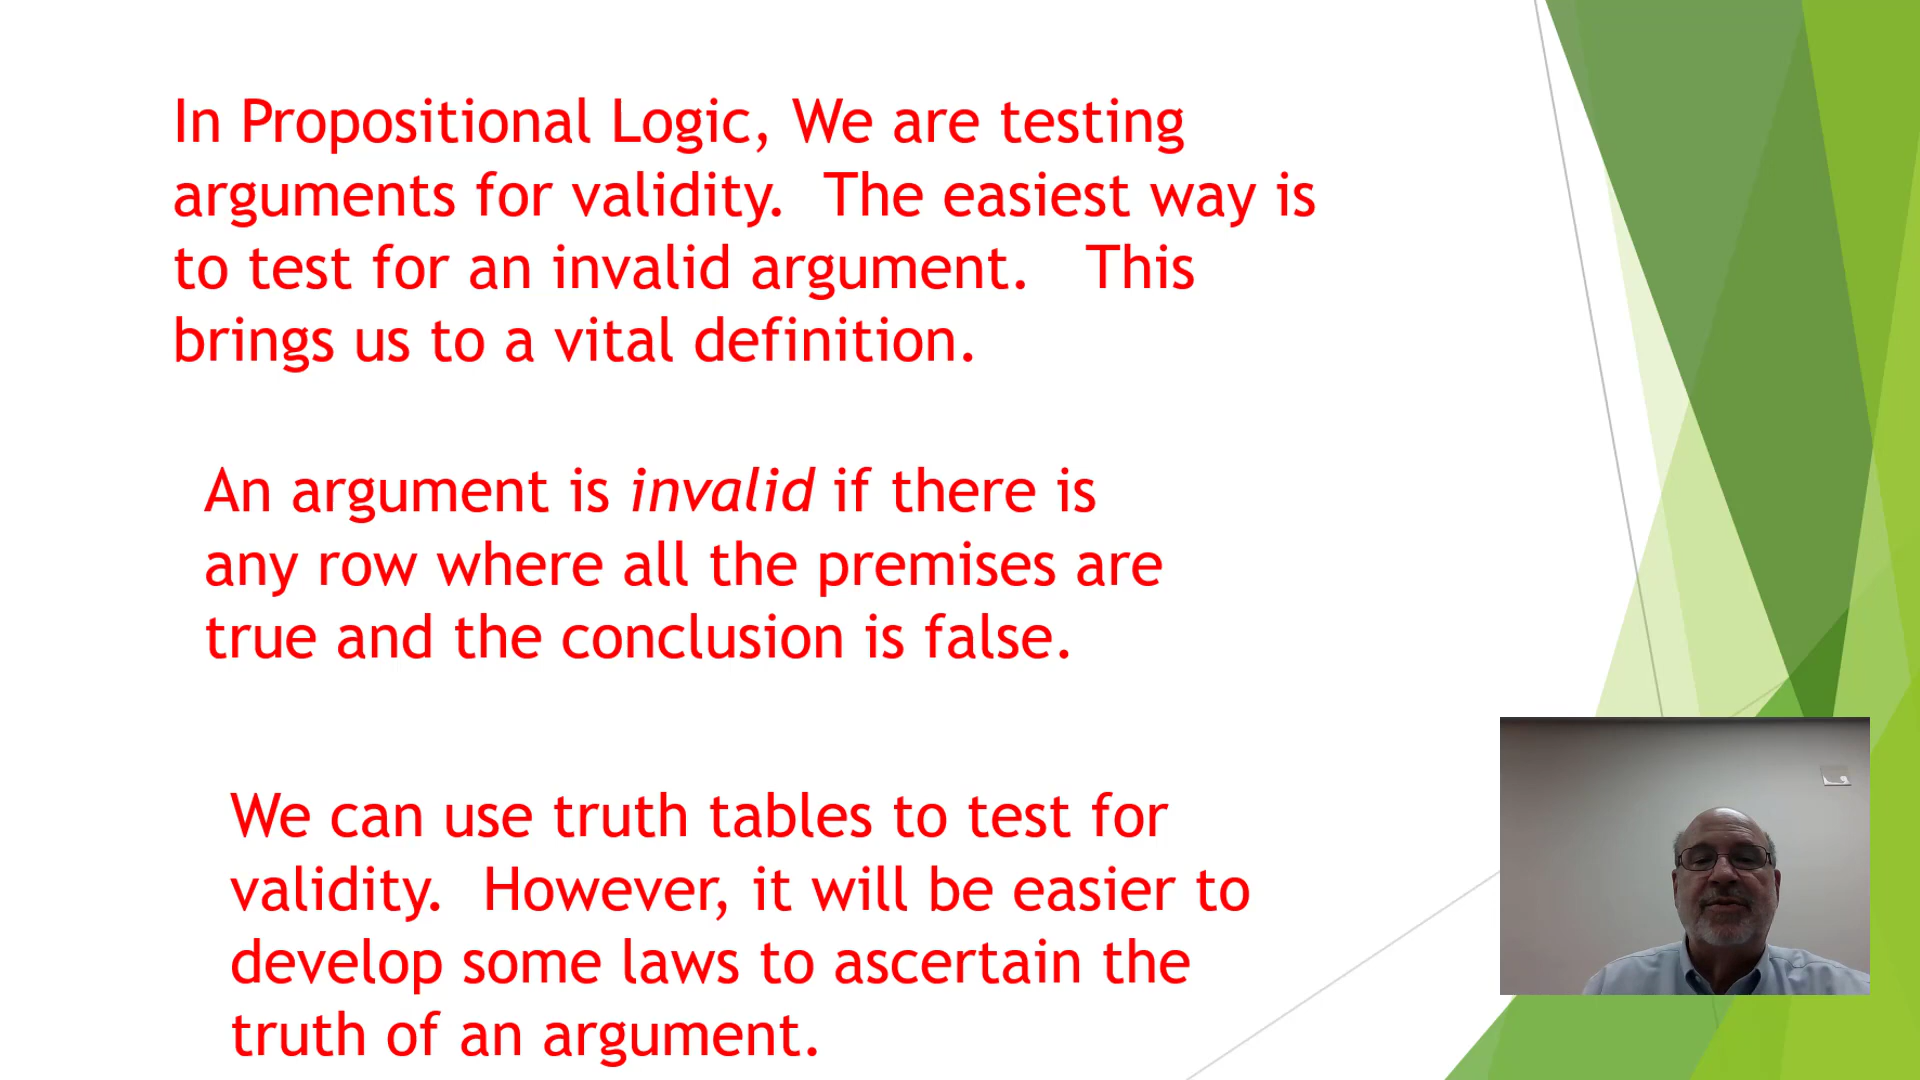 In Propositional Logic, We are testing
arguments for validity.  The easiest way is
to test for an invalid argument.   This
brings us to a vital definition.
An argument is invalid if there is
any row where all the premises are
true and the conclusion is false.
We can use truth tables to test for
validity.  However, it will be easier to
develop some laws to ascertain the
truth of an argument.